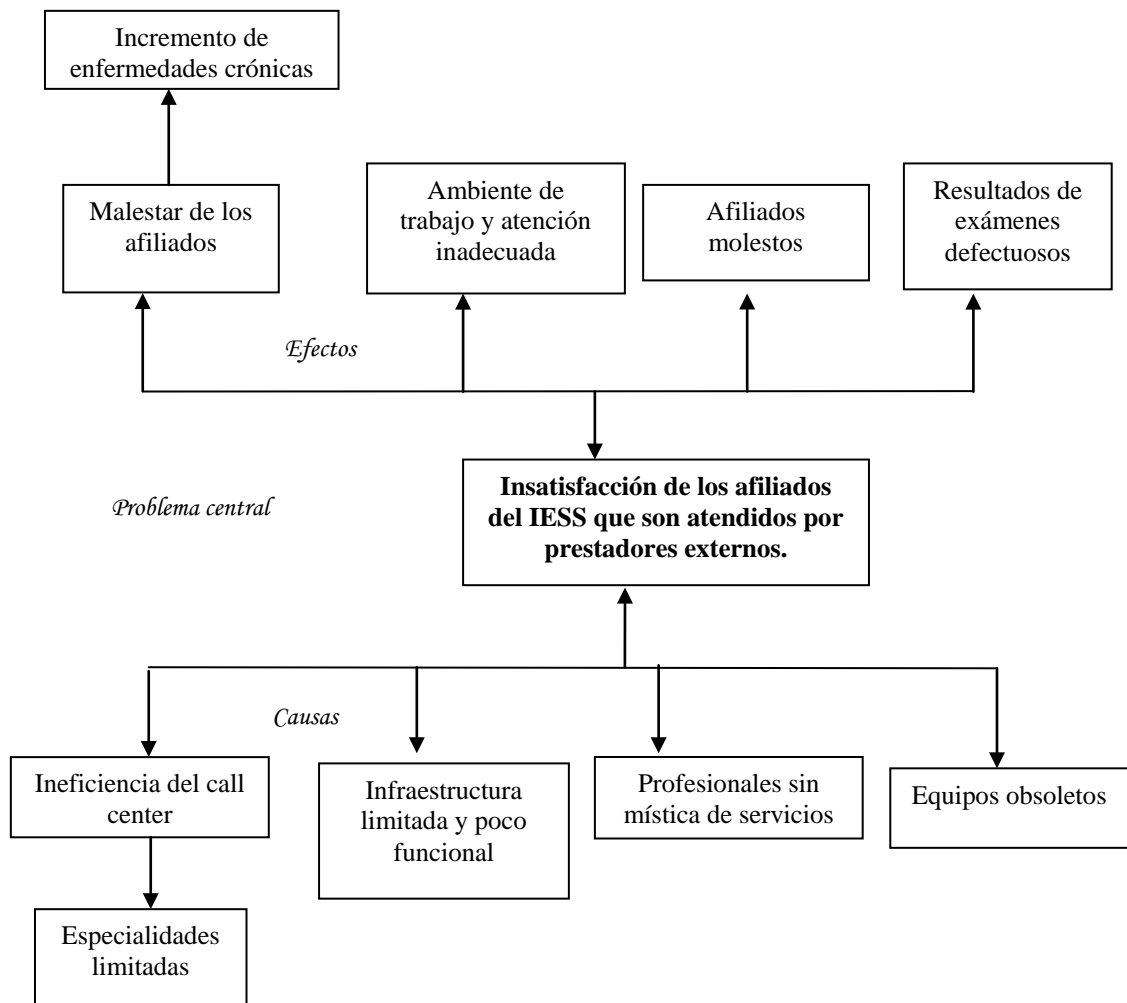 Incremento de
enfermedades crónicas
Malestar de los
afiliados
Ambiente de
trabajo y atención
inadecuada
Afiliados
molestos
Resultados de
exámenes
defectuosos
Efectos
Problema central
Insatisfacción de los afiliados
del IESS que son atendidos por
prestadores externos.
Causas
Ineficiencia del call
center
Infraestructura
limitada y poco
funcional
Profesionales sin
mística de servicios
Equipos obsoletos
Especialidades
limitadas